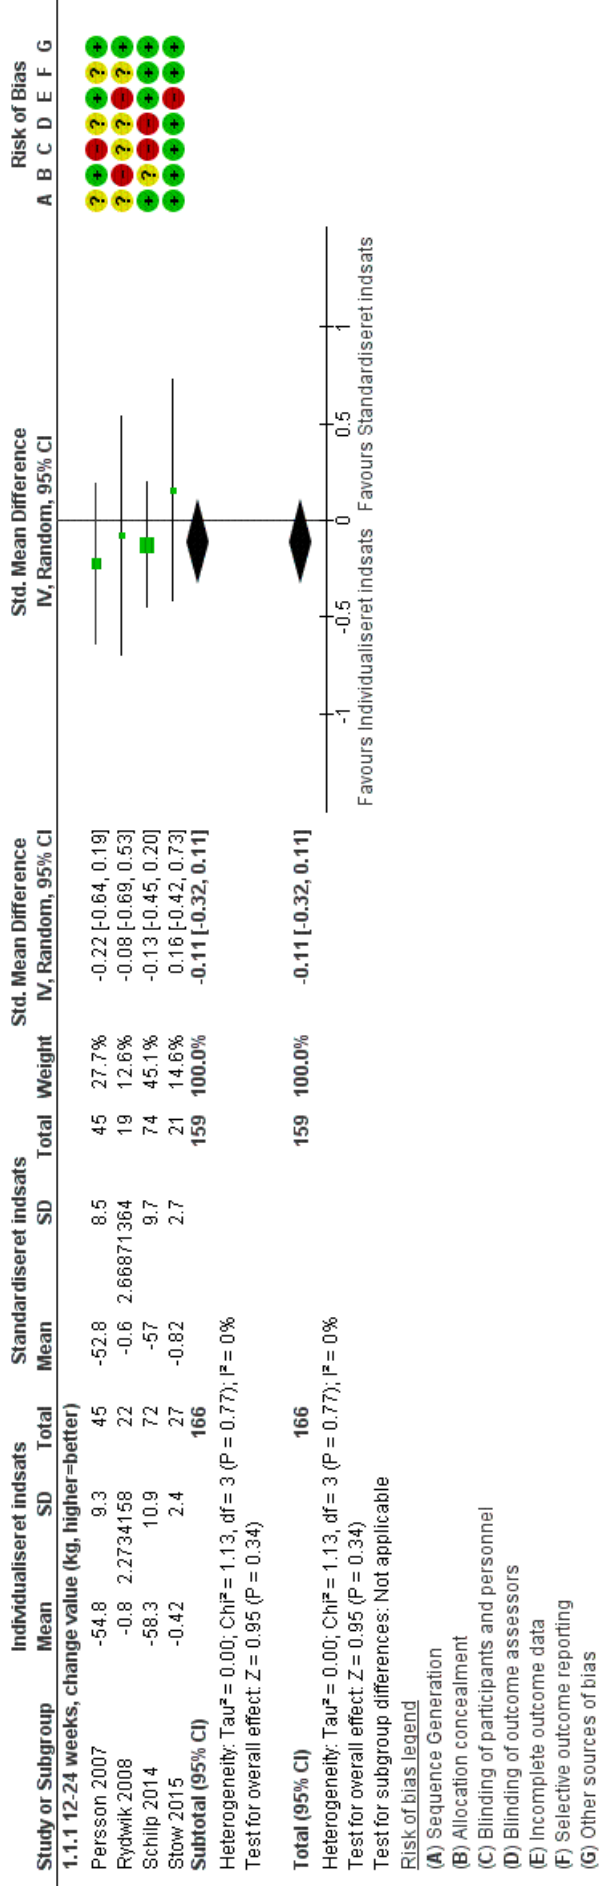 Individualiseret indsats Standardiseret indsats Std. Mean Difference Std. Mean Difference Risk of Bias
Study or Subgroup Mean SD Total Mean SD Total Weight IV, Random, 95% CI IV, Random, 95% CI A B C D E F G
1.1.1 12-24 weeks, change value (kg, higher=better)
Persson 2007 -54.8 9.3 45 -52.8 8.5 45 27.7% -0.22 [-0.64, 0.19] ? + - ? + ? +
Rydwik 2008 -0.8 2.2734158 22 -0.6 2.66871364 19 12.6% -0.08 [-0.69, 0.53] ? - ? ? - ? +
Schilp 2014 -58.3 10.9 72 -57 9.7 74 45.1% -0.13 [-0.45, 0.20] + ? - - + + +
Stow 2015 -0.42 2.4 27 -0.82 2.7 21 14.6% 0.16 [-0.42, 0.73] + + + + - + +
Subtotal (95% CI) 166 159 100.0% -0.11 [-0.32, 0.11]
Heterogeneity: Tau² = 0.00; Chi² = 1.13, df = 3 (P = 0.77); I² = 0%
Test for overall effect: Z = 0.95 (P = 0.34)
Total (95% CI) 166 159 100.0% -0.11 [-0.32, 0.11]
Heterogeneity: Tau² = 0.00; Chi² = 1.13, df = 3 (P = 0.77); I² = 0%
Test for overall effect: Z = 0.95 (P = 0.34)
Test for subgroup differences: Not applicable
-1 -0.5 0 0.5 1
Favours Individualiseret indsats Favours Standardiseret indsats
Risk of bias legend
(A) Sequence Generation
(B) Allocation concealment
(C) Blinding of participants and personnel
(D) Blinding of outcome assessors
(E) Incomplete outcome data
(F) Selective outcome reporting
(G) Other sources of bias